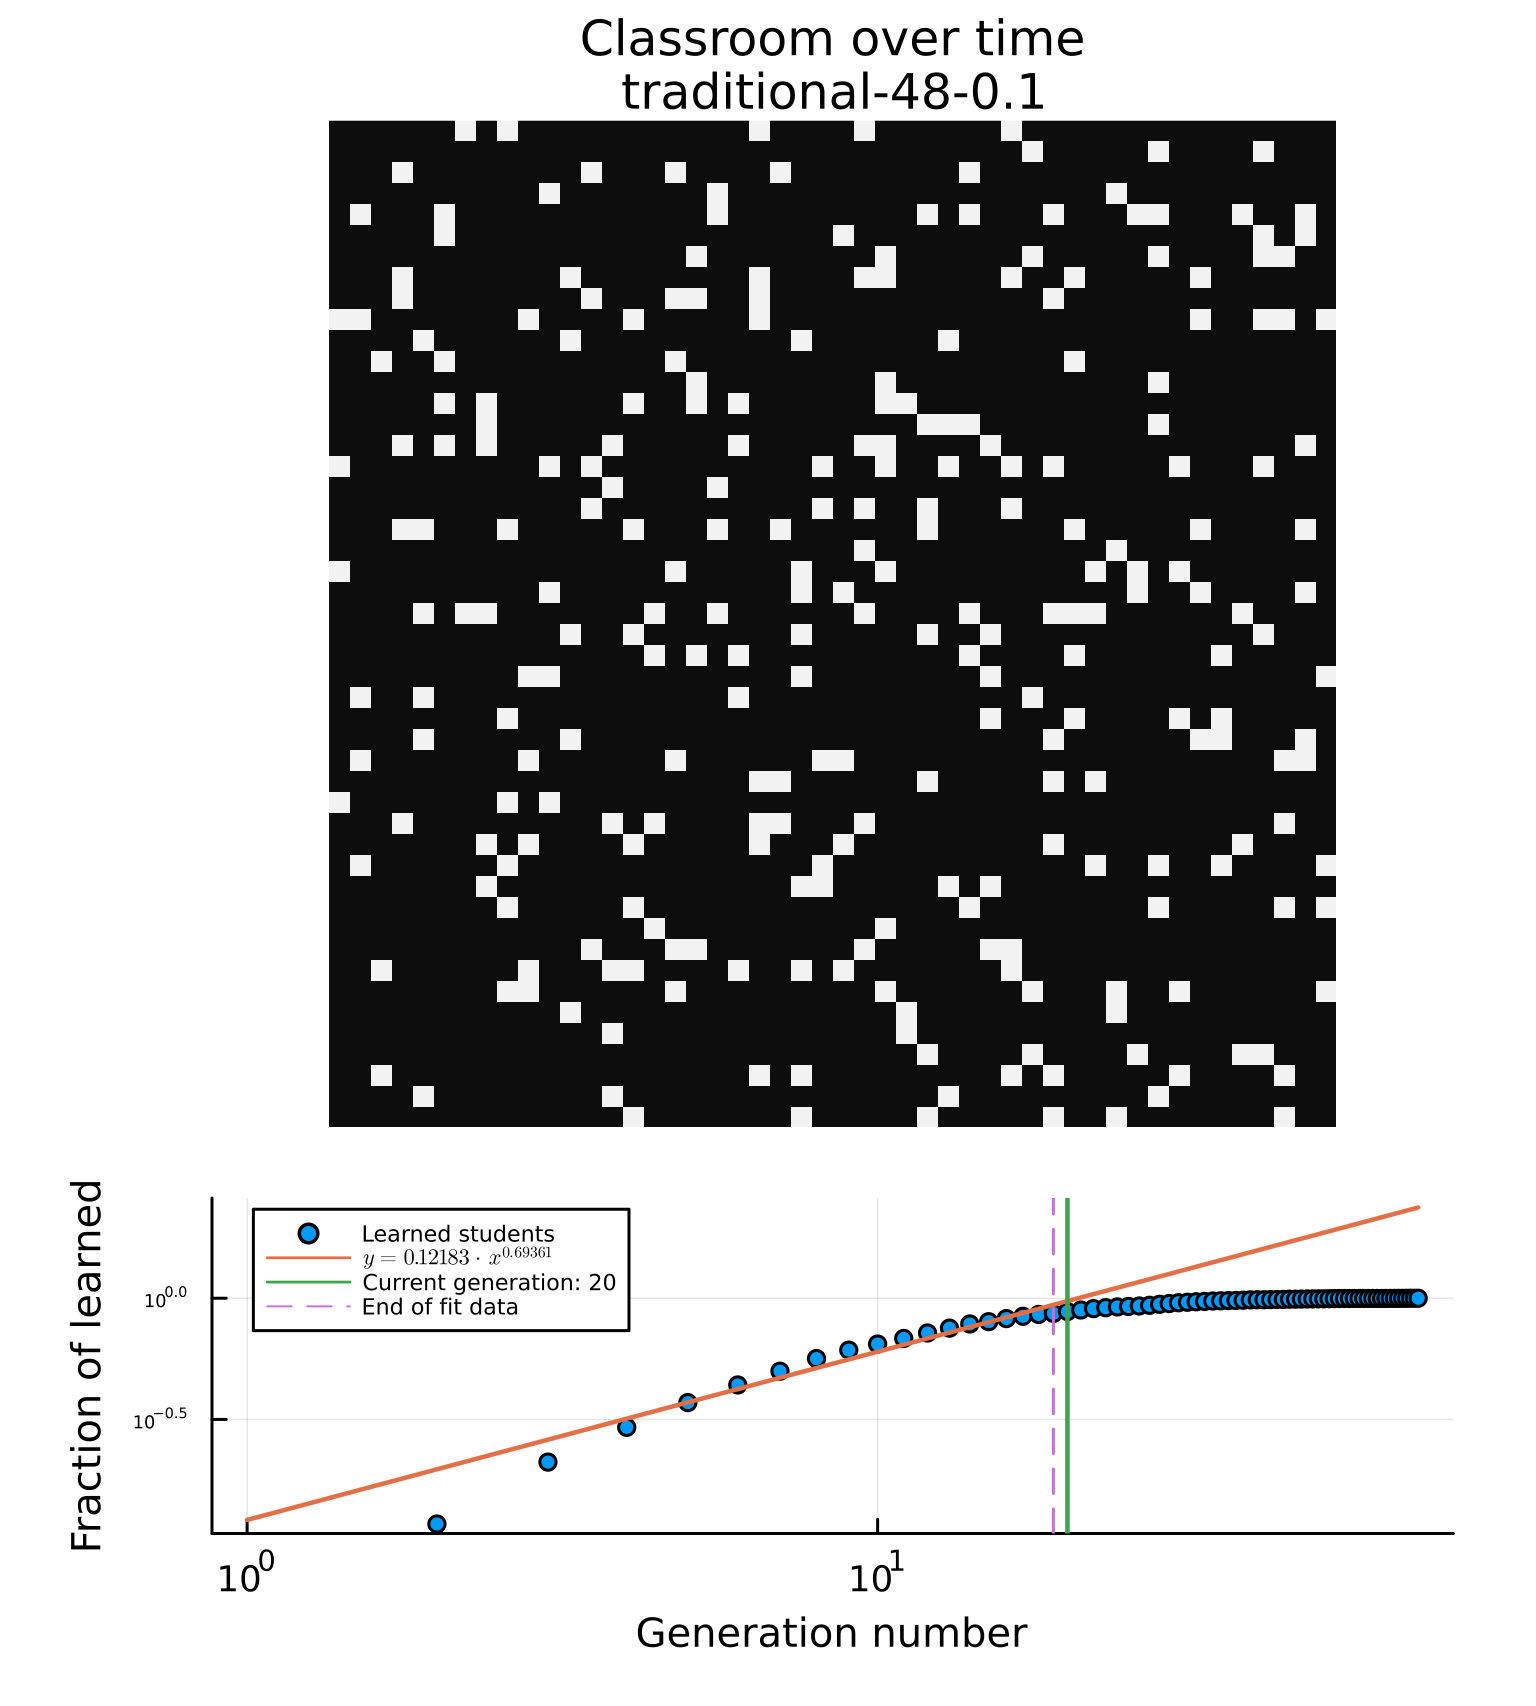 Classroom over time
traditional-48-0.1
Fraction of learned
Learned students
y = 0.12183 · x^0.69361
Current generation: 20
End of fit data
10^0.0
10^−0.5
10^0
10^1
Generation number